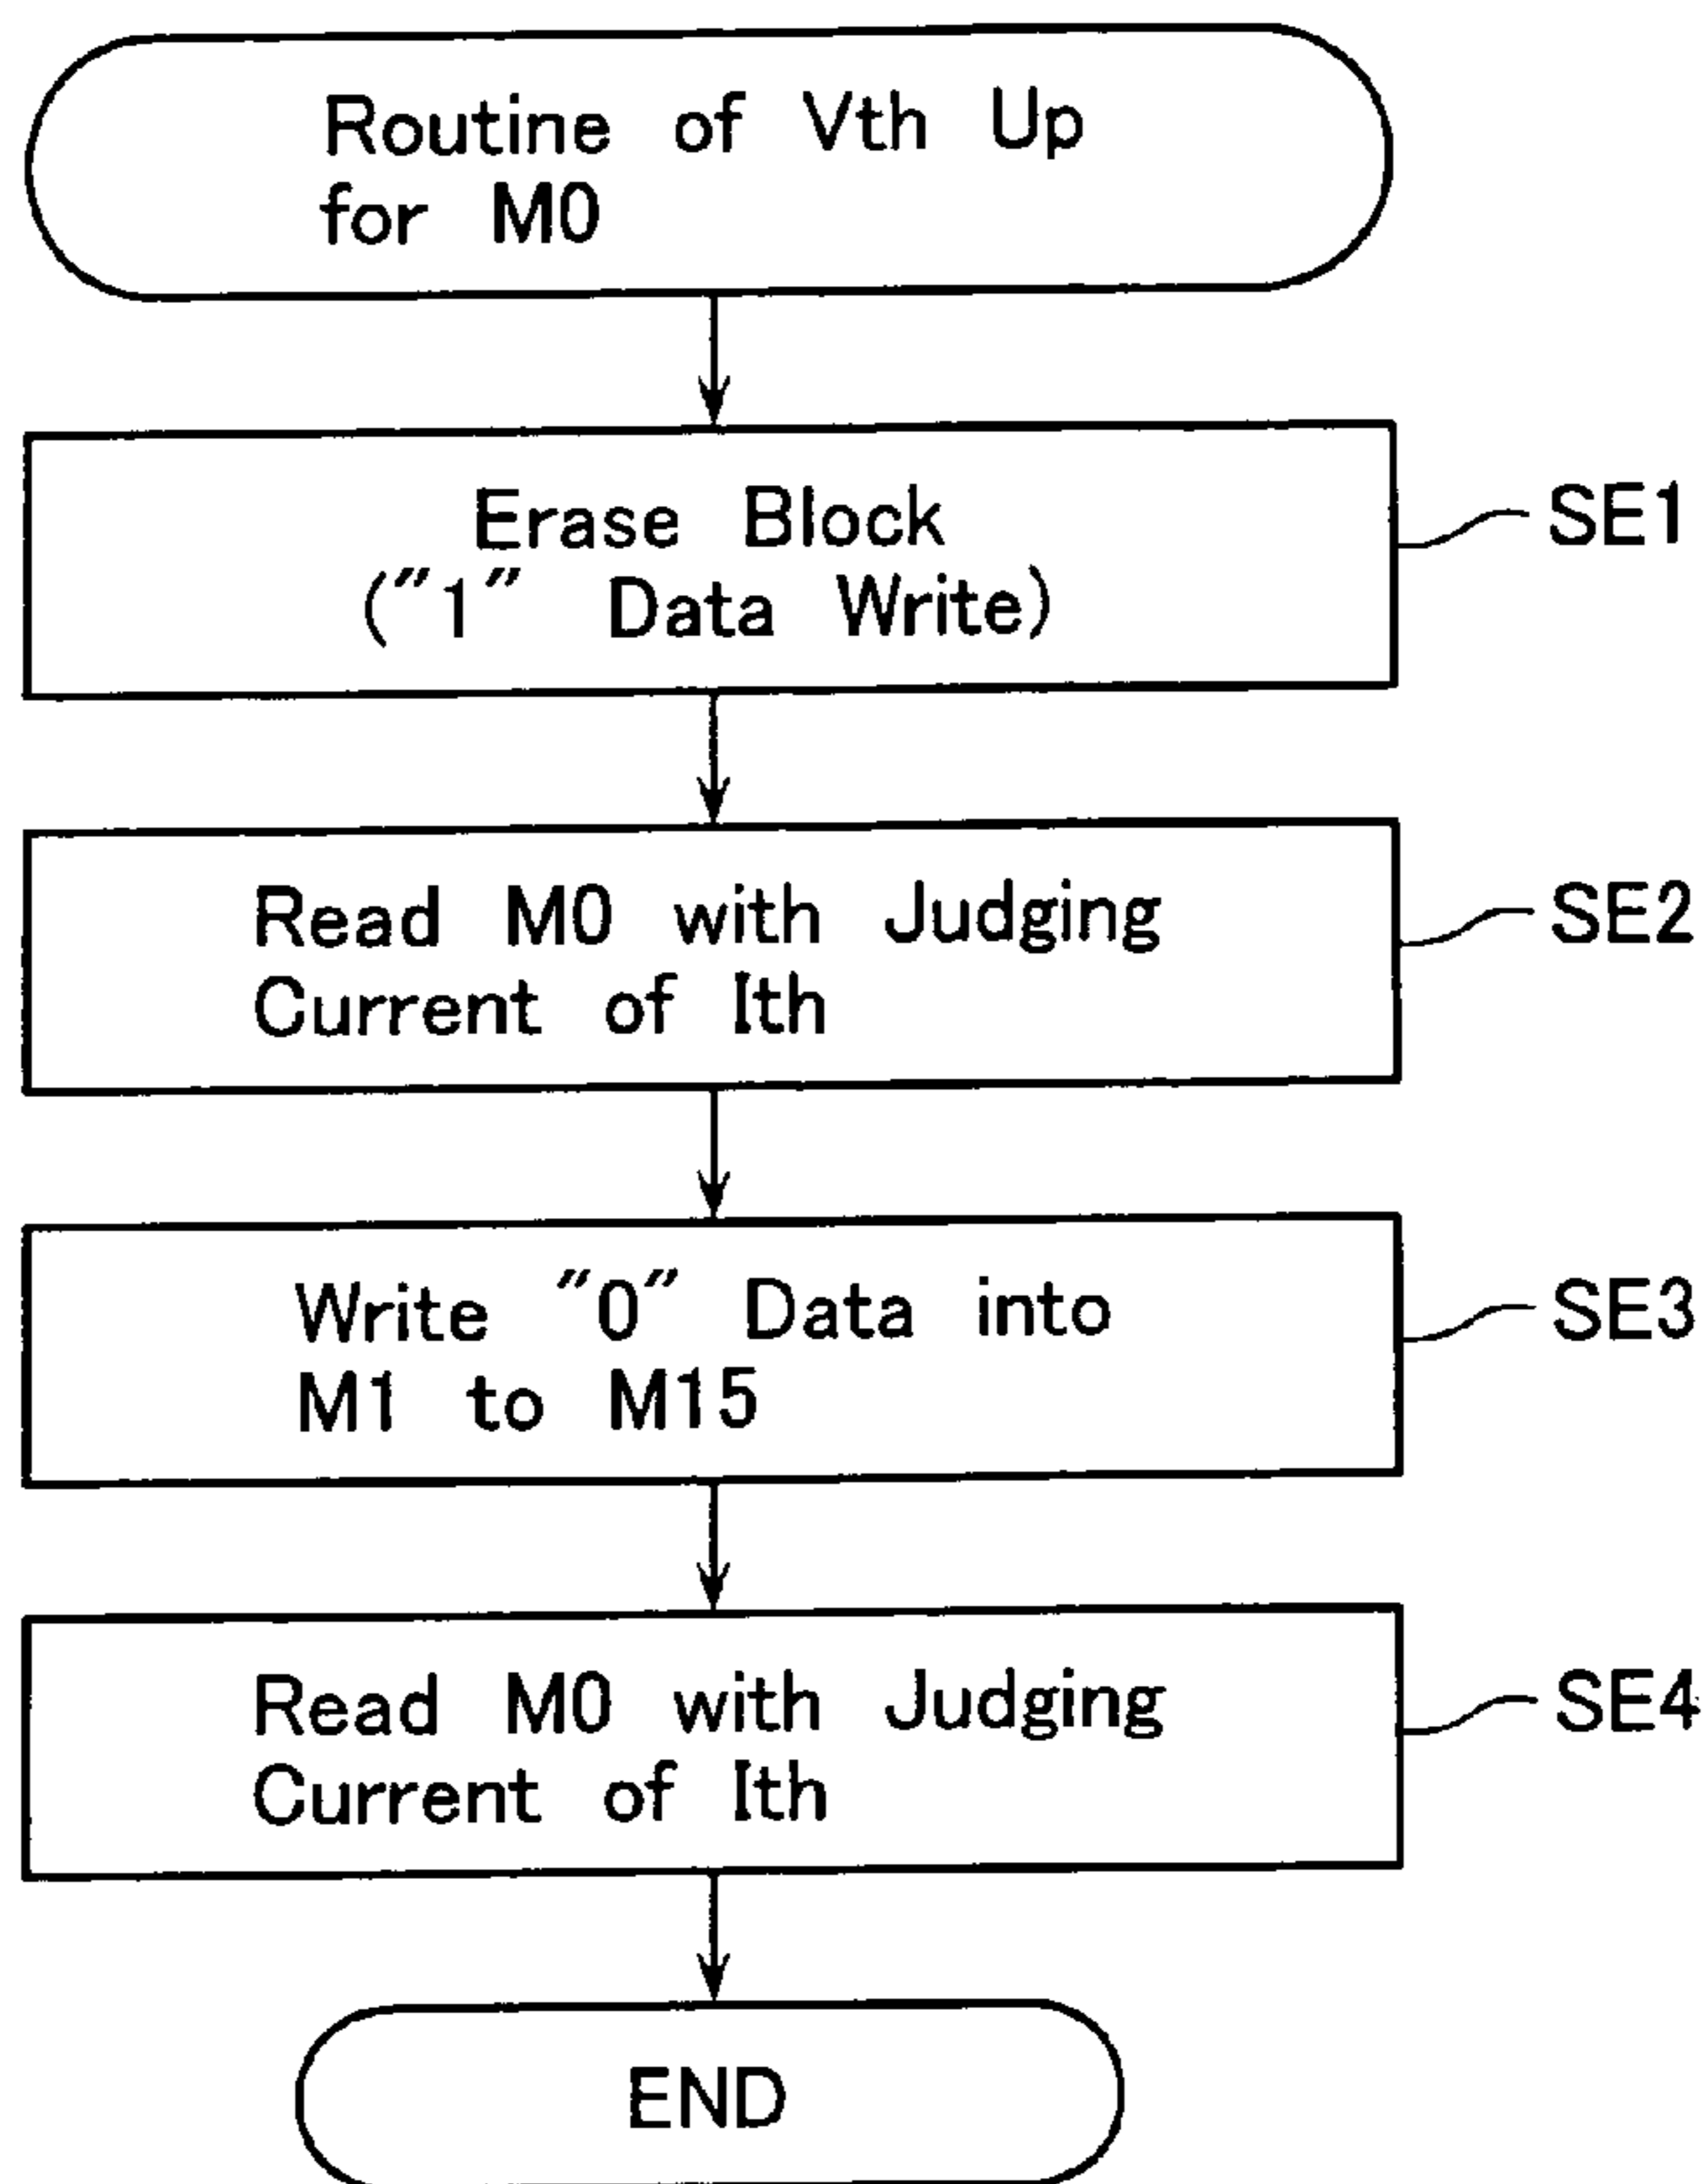 Routine of Vth Up
for M0
Erase Block
("1" Data Write)
SE1
Read M0 with Judging
Current of Ith
SE2
Write "0" Data into
M1 to M15
SE3
Read M0 with Judging
Current of Ith
SE4
END